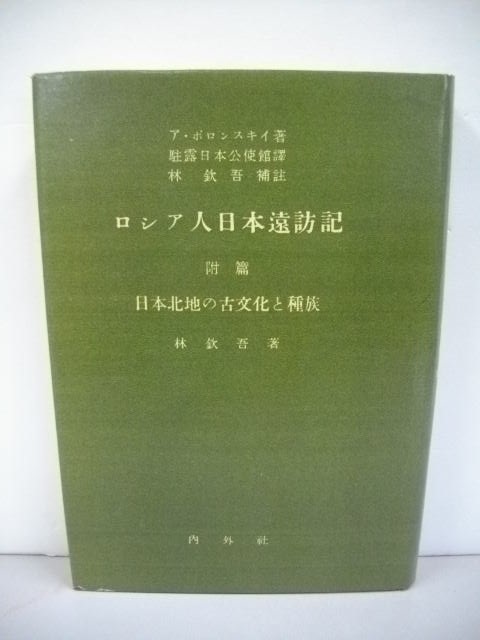 ア・ポロンスキイ著
駐露日本公使館譯
林 欽吾 補註
ロシア人日本遠訪記
附篇
日本北地の古文化と種族
林欽吾著
内外社